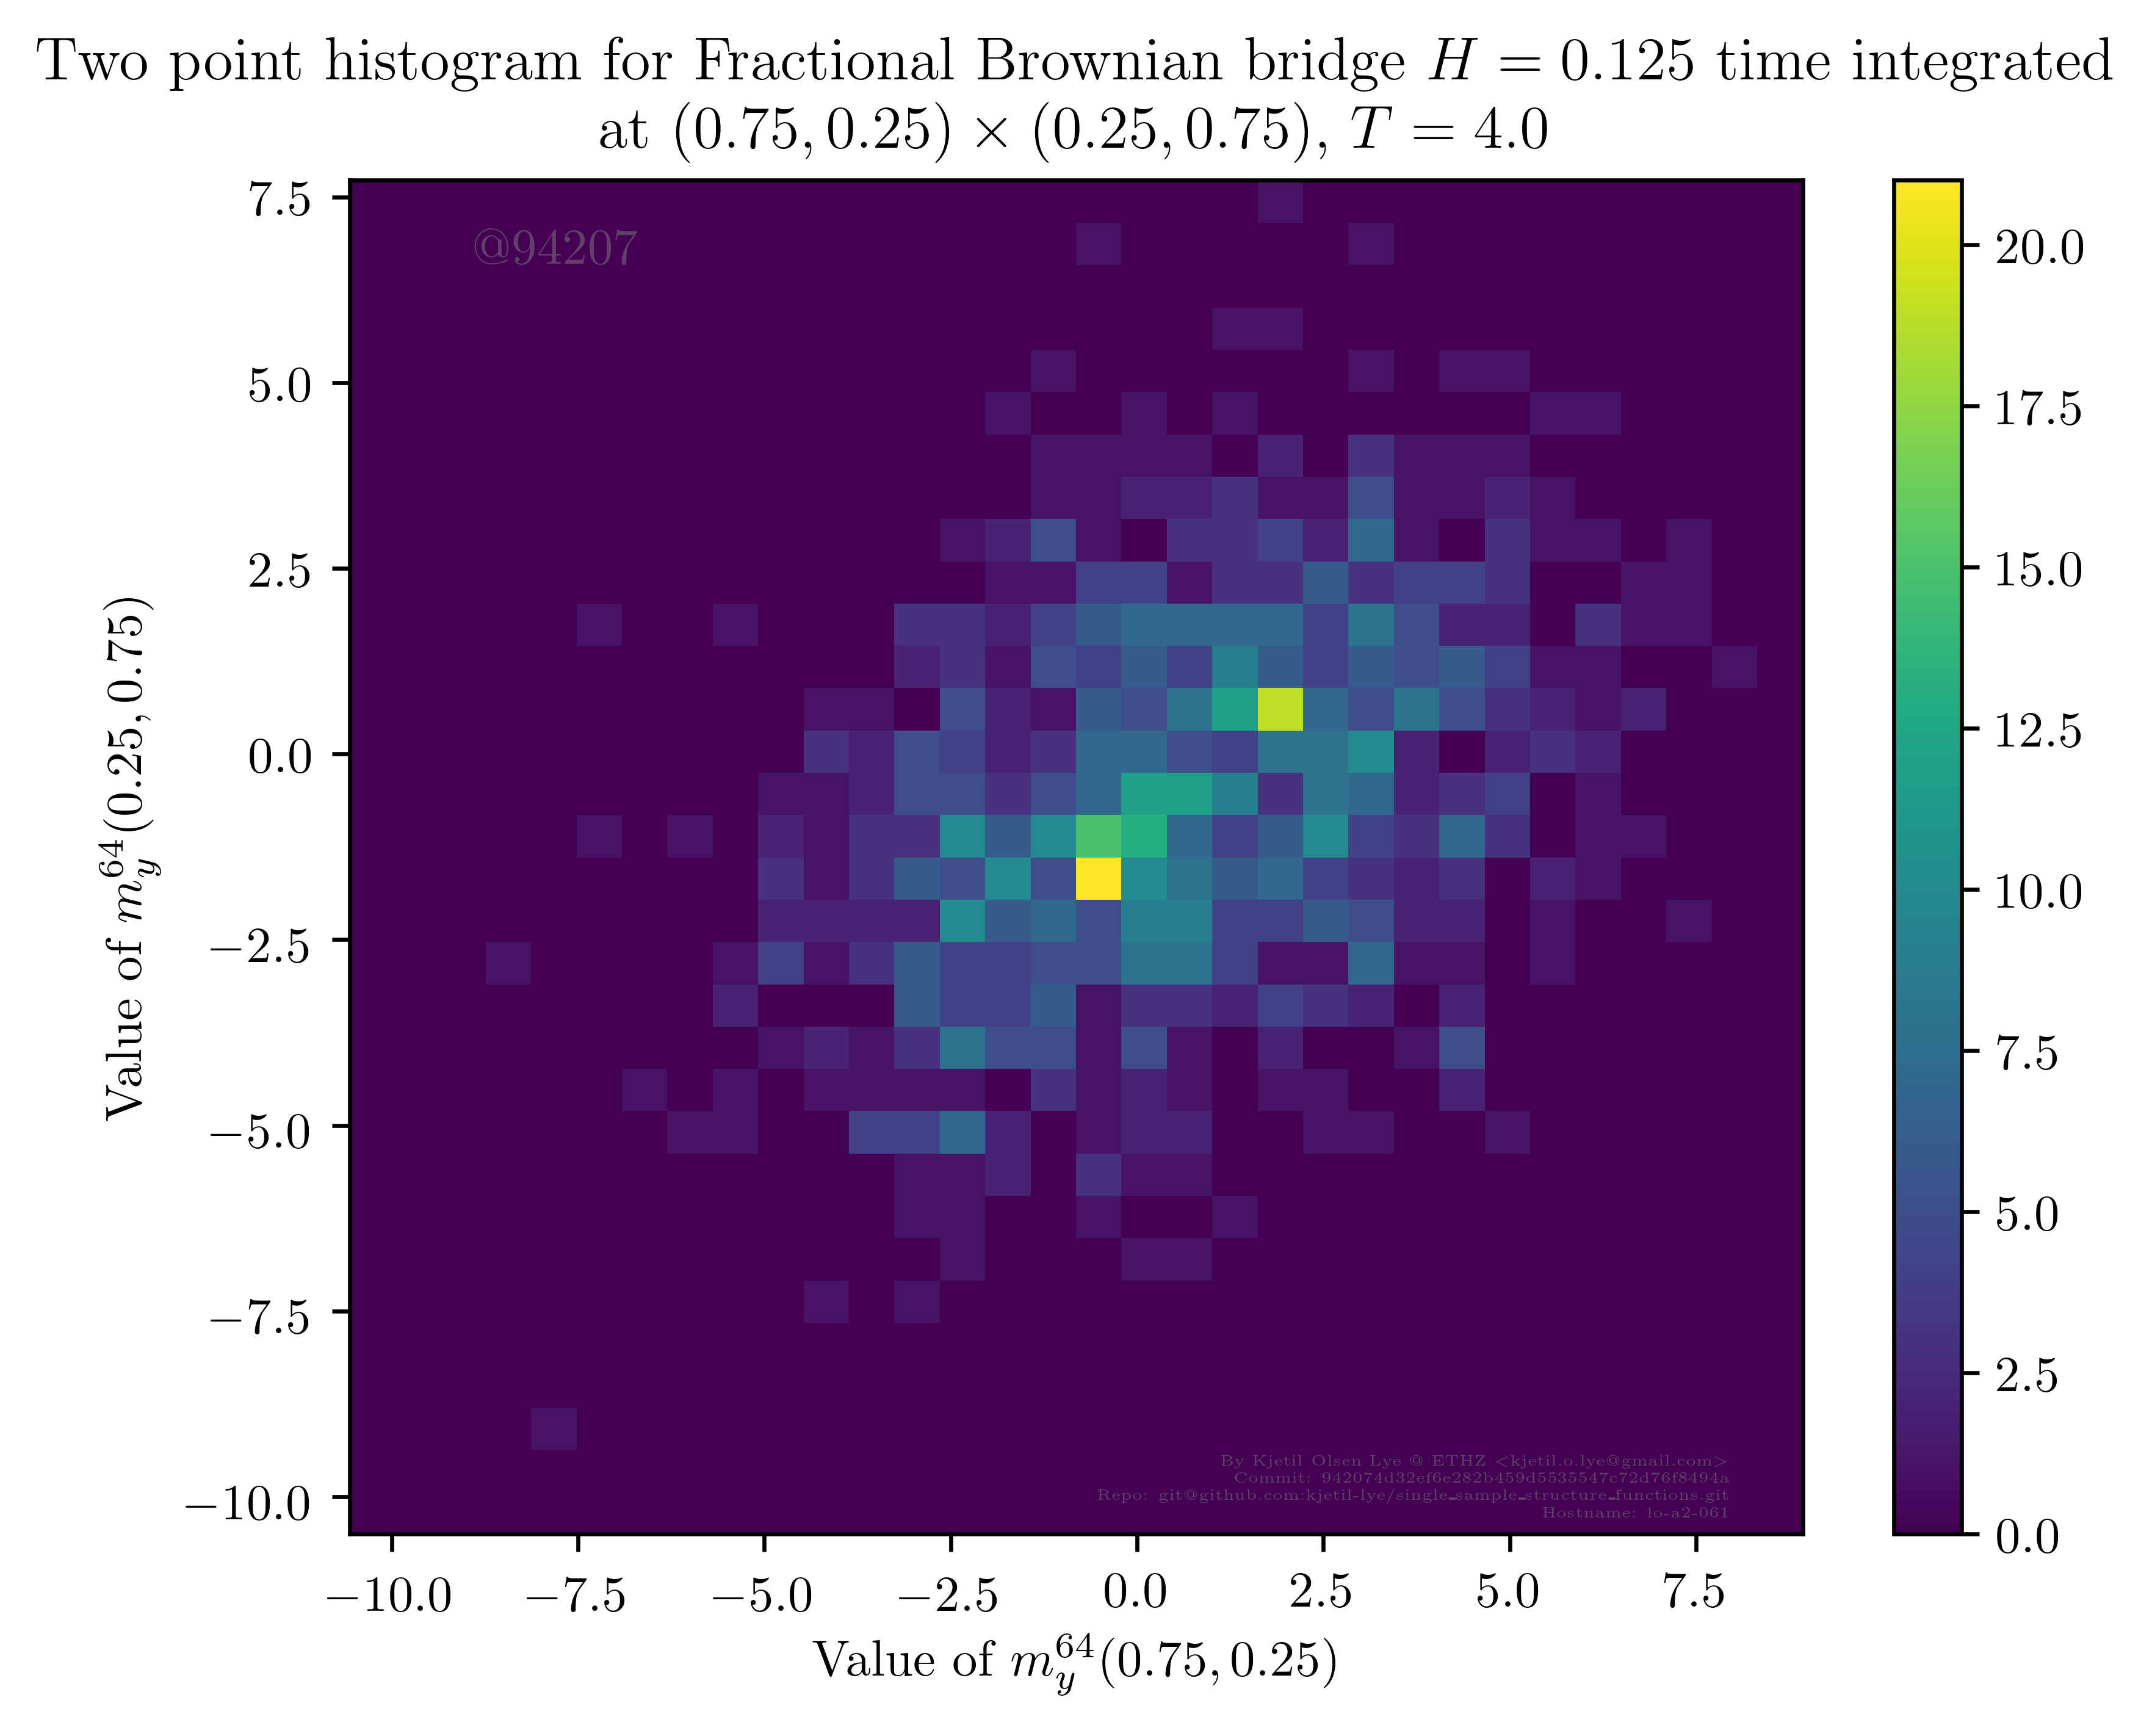 Two point histogram for Fractional Brownian bridge H = 0.125 time integrated
at (0.75, 0.25) × (0.25, 0.75), T = 4.0
@94207
7.5
5.0
2.5
0.0
−2.5
−5.0
−7.5
−10.0
Value of m_y^{64}(0.25, 0.75)
20.0
17.5
15.0
12.5
10.0
7.5
5.0
2.5
0.0
By Kjetil Olsen Lye @ ETHZ <kjetil.o.lye@gmail.com>
Commit: 942074d32ef6e282b459d5535547c72d76f8494a
Repo: git@github.com:kjetil-lye/single_sample_structure_functions.git
Hostname: lo-a2-061
−10.0 −7.5 −5.0 −2.5 0.0 2.5 5.0 7.5
Value of m_y^{64}(0.75, 0.25)